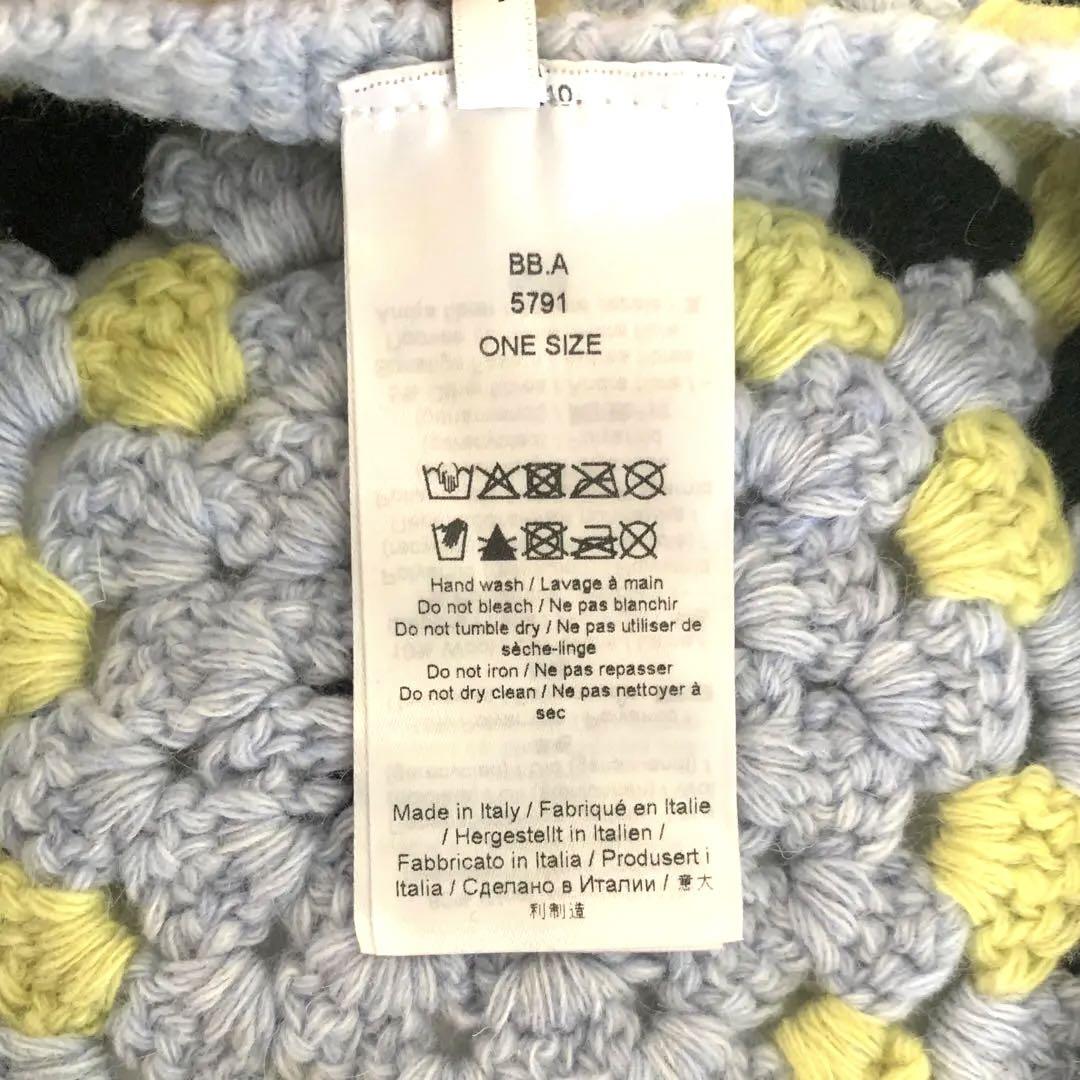 10
BB.A
5791
ONE SIZE
Hand wash / Lavage à main
Do not bleach / Ne pas blanchir
Do not tumble dry / Ne pas utiliser de
sèche-linge
Do not iron / Ne pas repasser
Do not dry clean / Ne pas nettoyer à
sec
Made in Italy / Fabriqué en Italie
/ Hergestellt in Italien /
Fabbricato in Italia / Produsert i
Italia / Сделано в Италии / 意大
利制造